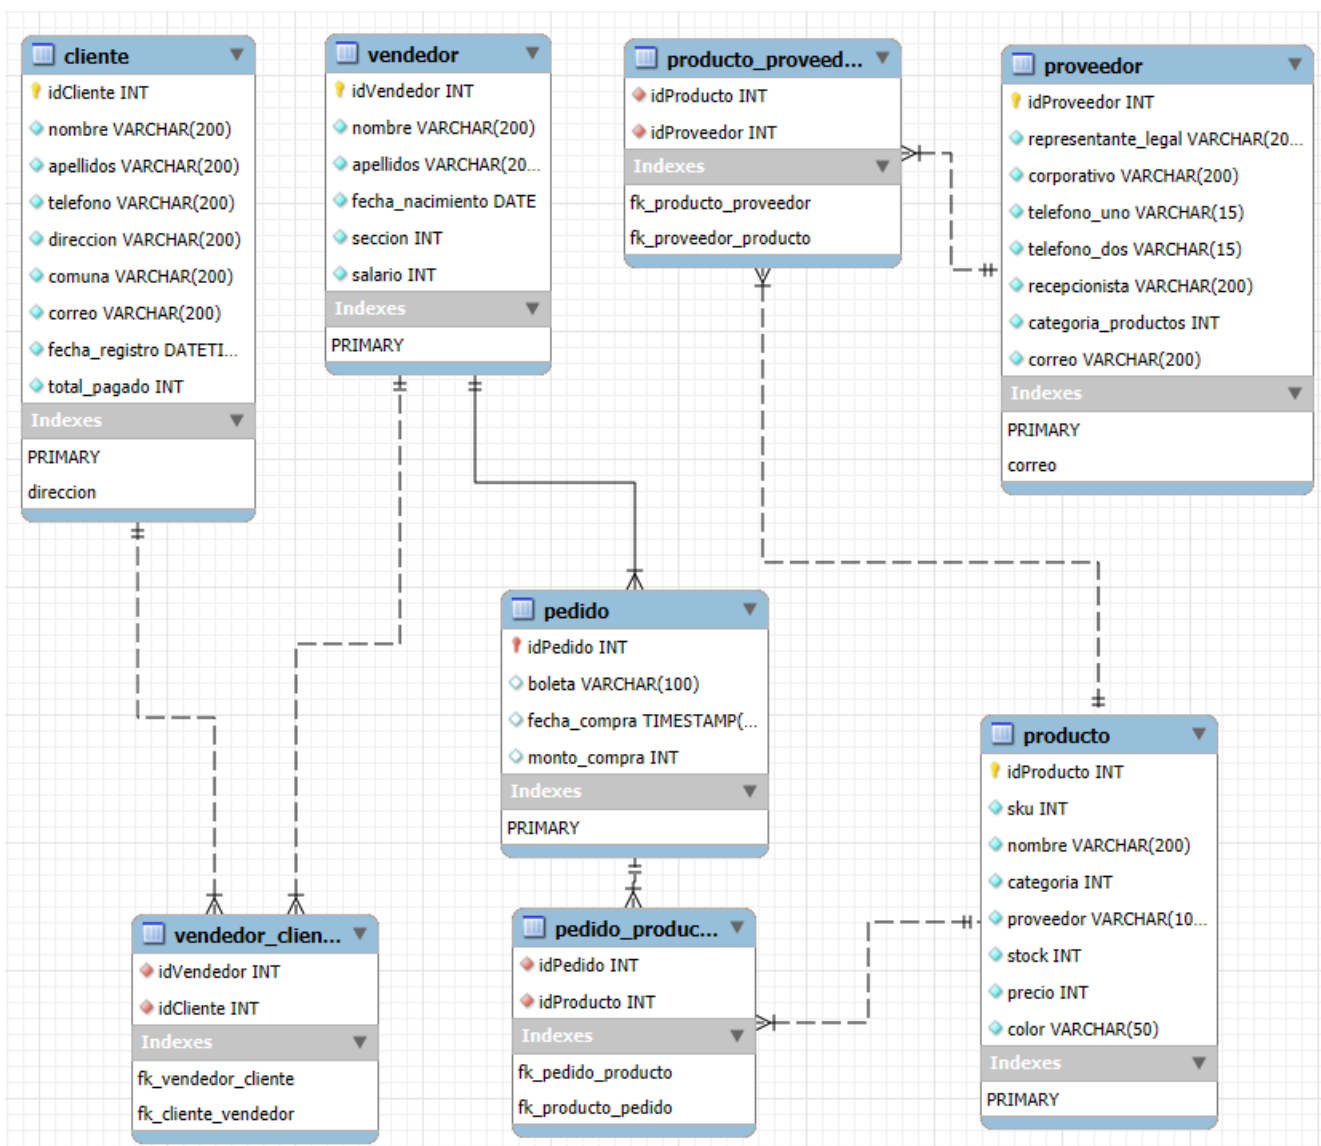 cliente
idCliente INT
nombre VARCHAR(200)
apellidos VARCHAR(200)
telefono VARCHAR(200)
direccion VARCHAR(200)
comuna VARCHAR(200)
correo VARCHAR(200)
fecha_registro DATETI...
total_pagado INT
Indexes
PRIMARY
direccion
vendedor
idVendedor INT
nombre VARCHAR(200)
apellidos VARCHAR(20...
fecha_nacimiento DATE
seccion INT
salario INT
Indexes
PRIMARY
producto_proveed...
idProducto INT
idProveedor INT
Indexes
fk_producto_proveedor
fk_proveedor_producto
proveedor
idProveedor INT
representante_legal VARCHAR(20...
corporativo VARCHAR(200)
telefono_uno VARCHAR(15)
telefono_dos VARCHAR(15)
recepcionista VARCHAR(200)
categoria_productos INT
correo VARCHAR(200)
Indexes
PRIMARY
correo
pedido
idPedido INT
boleta VARCHAR(100)
fecha_compra TIMESTAMP(...
monto_compra INT
Indexes
PRIMARY
producto
idProducto INT
sku INT
nombre VARCHAR(200)
categoria INT
proveedor VARCHAR(10...
stock INT
precio INT
color VARCHAR(50)
Indexes
PRIMARY
vendedor_clien...
idVendedor INT
idCliente INT
Indexes
fk_vendedor_cliente
fk_cliente_vendedor
pedido_produc...
idPedido INT
idProducto INT
Indexes
fk_pedido_producto
fk_producto_pedido